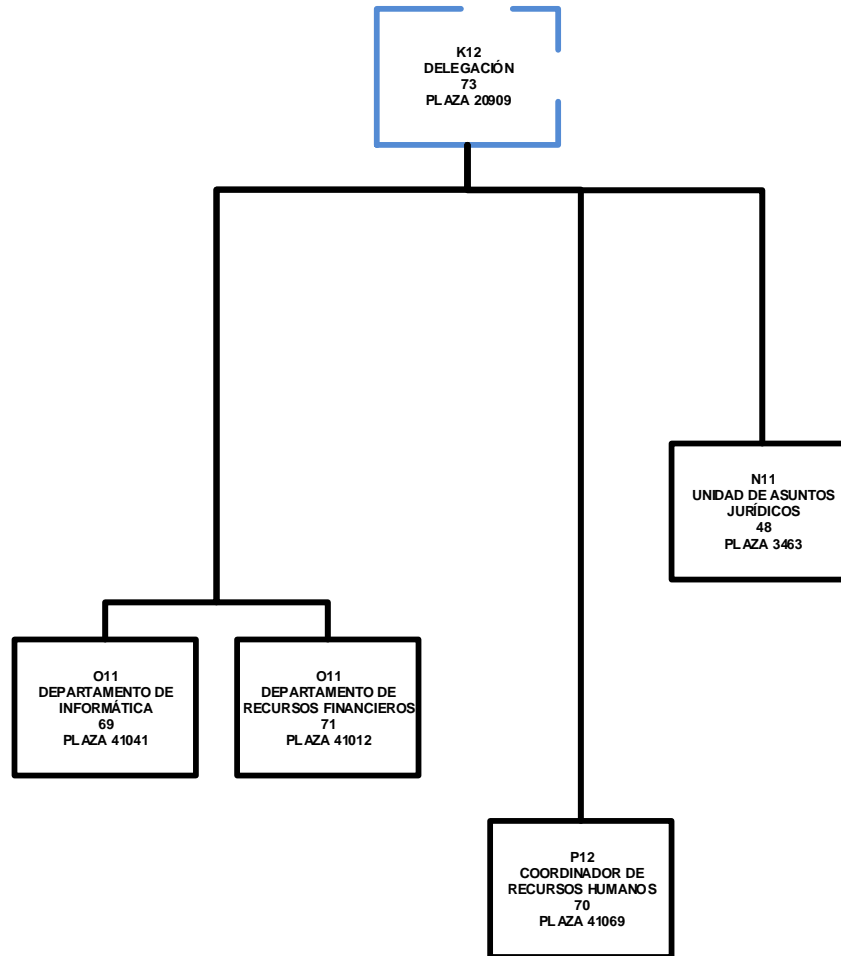 K12
DELEGACIÓN
73
PLAZA 20909
N11
UNIDAD DE ASUNTOS
JURÍDICOS
48
PLAZA 3463
O11
DEPARTAMENTO DE
INFORMÁTICA
69
PLAZA 41041
O11
DEPARTAMENTO DE
RECURSOS FINANCIEROS
71
PLAZA 41012
P12
COORDINADOR DE
RECURSOS HUMANOS
70
PLAZA 41069